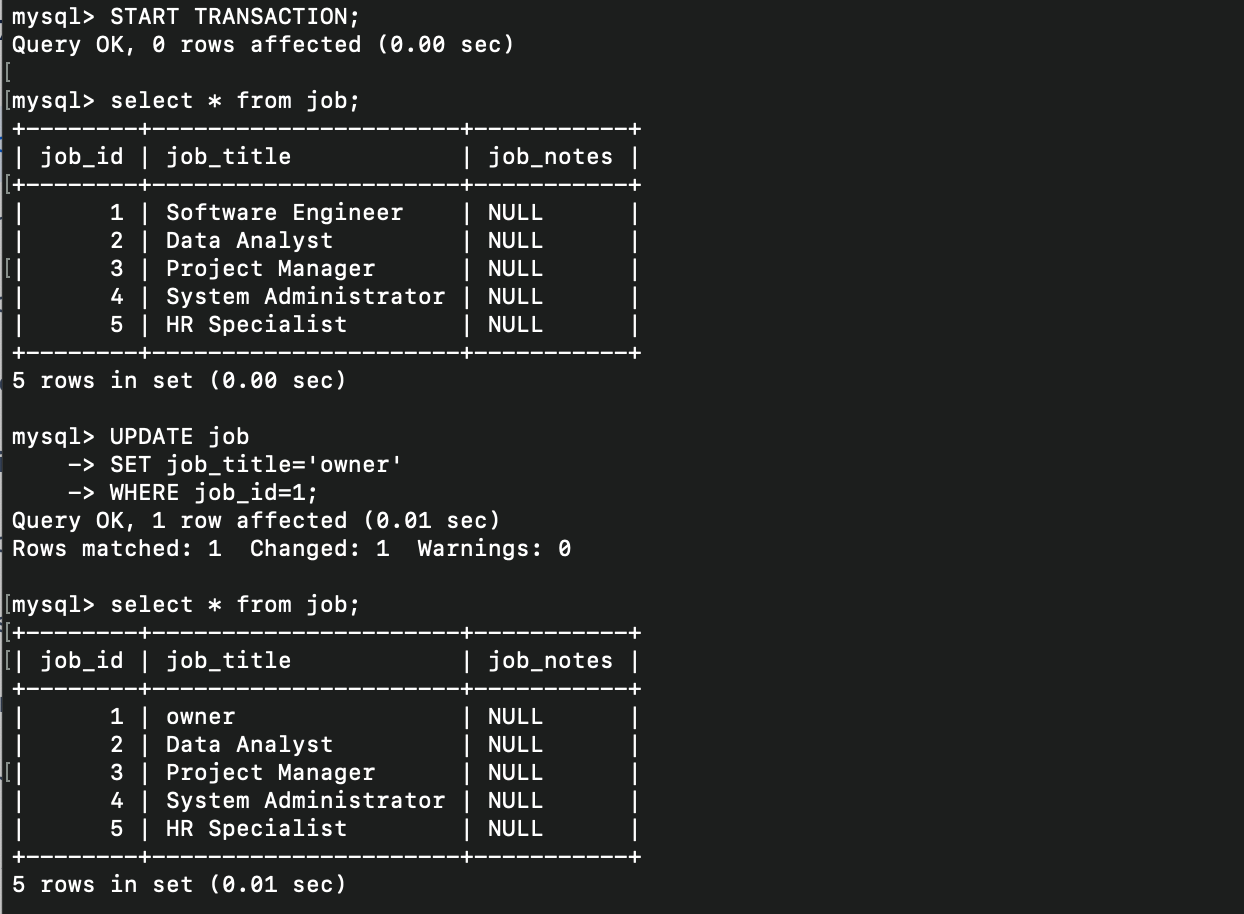 mysql> START TRANSACTION;
Query OK, 0 rows affected (0.00 sec)
mysql> select * from job;
+--------+----------------------+-----------+
| job_id | job_title            | job_notes |
+--------+----------------------+-----------+
|      1 | Software Engineer    | NULL      |
|      2 | Data Analyst         | NULL      |
|      3 | Project Manager      | NULL      |
|      4 | System Administrator | NULL      |
|      5 | HR Specialist        | NULL      |
+--------+----------------------+-----------+
5 rows in set (0.00 sec)
mysql> UPDATE job
    -> SET job_title='owner'
    -> WHERE job_id=1;
Query OK, 1 row affected (0.01 sec)
Rows matched: 1  Changed: 1  Warnings: 0
mysql> select * from job;
+--------+----------------------+-----------+
| job_id | job_title            | job_notes |
+--------+----------------------+-----------+
|      1 | owner                | NULL      |
|      2 | Data Analyst         | NULL      |
|      3 | Project Manager      | NULL      |
|      4 | System Administrator | NULL      |
|      5 | HR Specialist        | NULL      |
+--------+----------------------+-----------+
5 rows in set (0.01 sec)